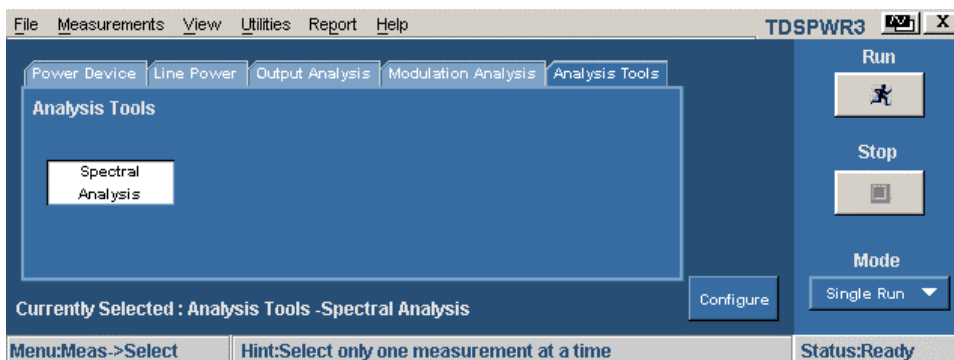 File Measurements View Utilities Report Help TDSPWR3 X
Power Device Line Power Output Analysis Modulation Analysis Analysis Tools
Analysis Tools
Spectral
Analysis
Run
Stop
Mode
Single Run
Configure
Currently Selected : Analysis Tools -Spectral Analysis
Menu:Meas->Select Hint:Select only one measurement at a time Status:Ready